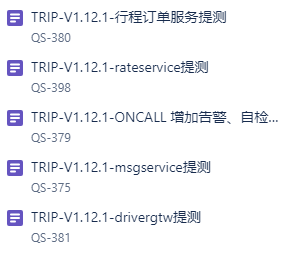 TRIP-V1.12.1-行程订单服务提测
QS-380
TRIP-V1.12.1-rateservice提测
QS-398
TRIP-V1.12.1-ONCALL 增加告警、自检...
QS-379
TRIP-V1.12.1-msgservice提测
QS-375
TRIP-V1.12.1-drivergtw提测
QS-381